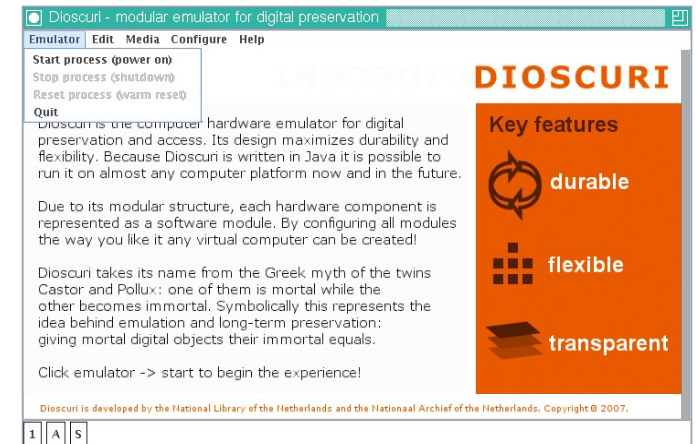 Dioscuri - modular emulator for digital preservation
Emulator Edit Media Configure Help
Start process (power on)
Stop process (shutdown)
Reset process (warm reset)
Quit
DIOSCURI
Dioscuri is the computer hardware emulator for digital
preservation and access. Its design maximizes durability and
flexibility. Because Dioscuri is written in Java it is possible to
run it on almost any computer platform now and in the future.
Due to its modular structure, each hardware component is
represented as a software module. By configuring all modules
the way you like it any virtual computer can be created!
Dioscuri takes its name from the Greek myth of the twins
Castor and Pollux: one of them is mortal while the
other becomes immortal. Symbolically this represents the
idea behind emulation and long-term preservation:
giving mortal digital objects their immortal equals.
Click emulator -> start to begin the experience!
Key features
durable
flexible
transparent
Dioscuri is developed by the National Library of the Netherlands and the Nationaal Archief of the Netherlands. Copyright © 2007.
1 A S